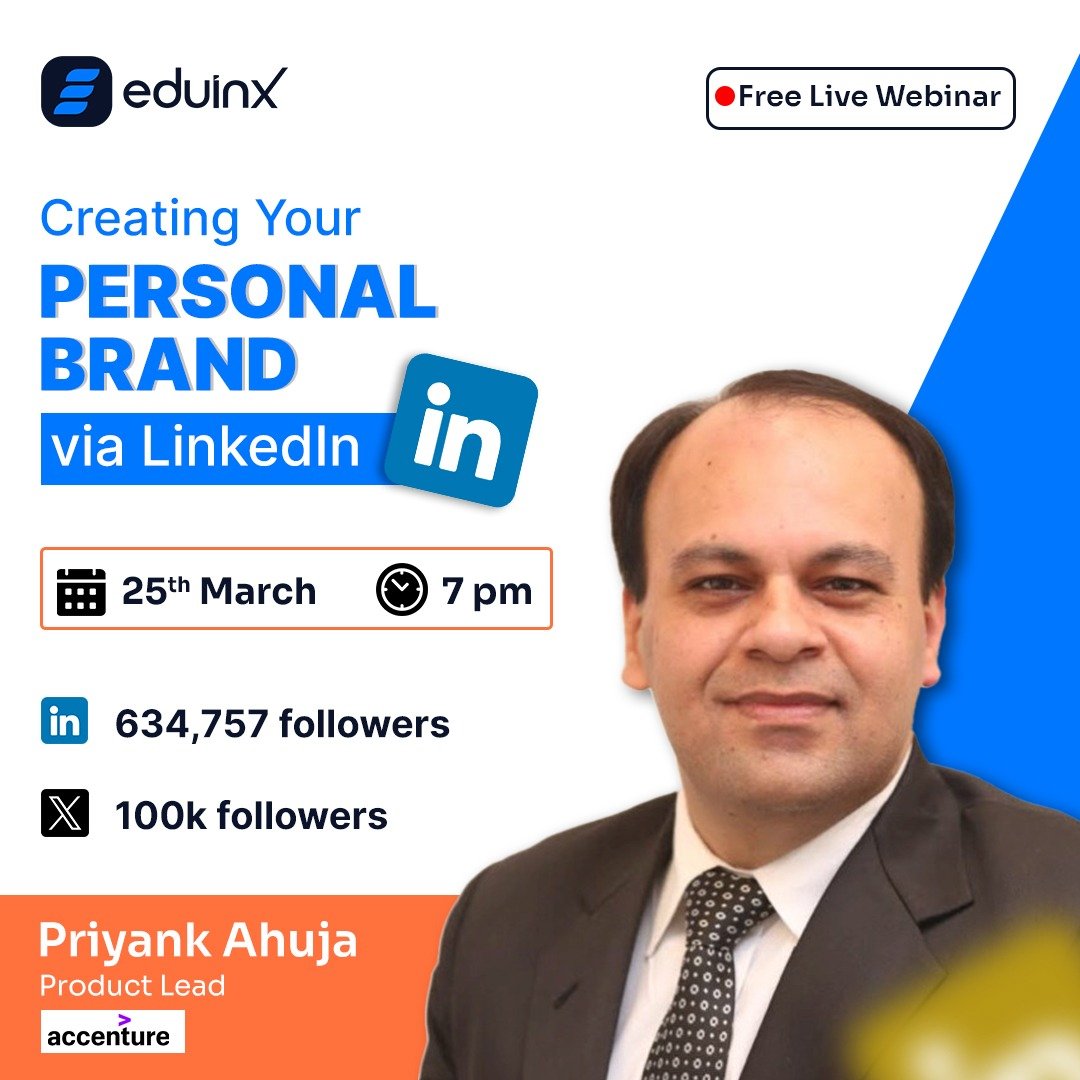 eduinx
Free Live Webinar
Creating Your
PERSONAL
BRAND
via LinkedIn
in
25th March
7 pm
in
634,757 followers
X
100k followers
Priyank Ahuja
Product Lead
accenture